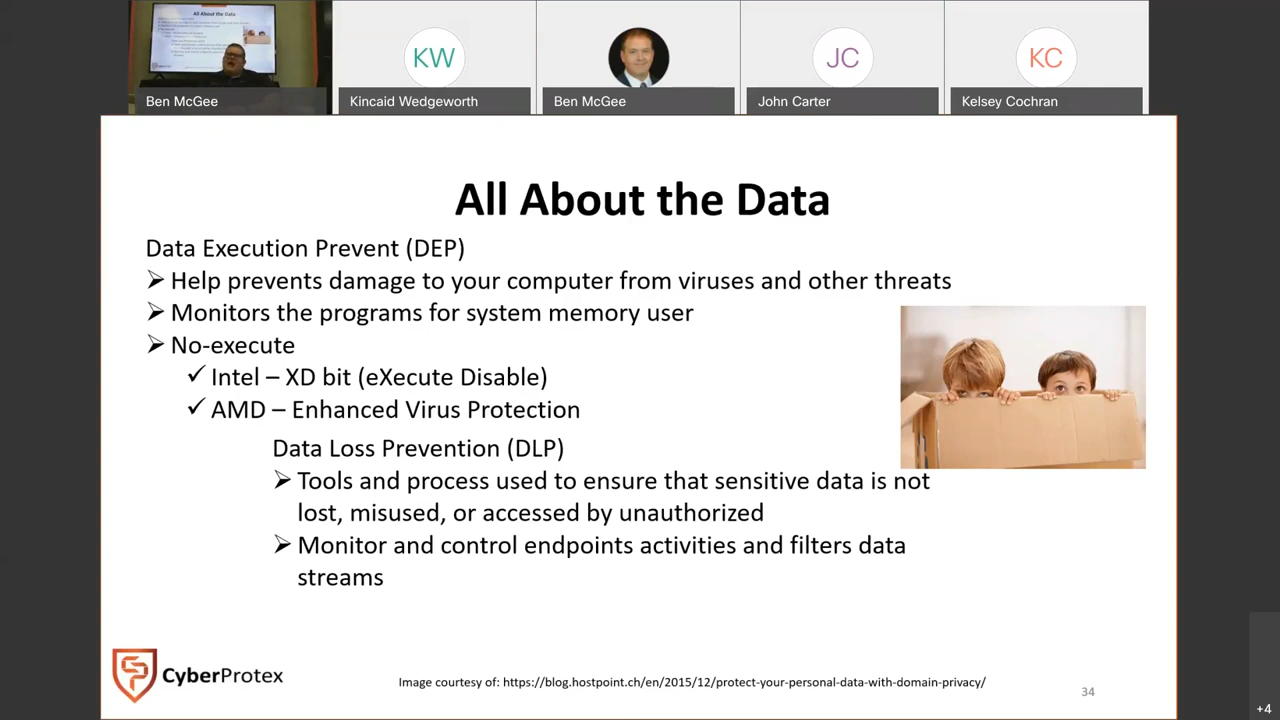 All About the Data
KW
JC
KC
Ben McGee
Kincaid Wedgeworth
Ben McGee
John Carter
Kelsey Cochran
All About the Data
Data Execution Prevent (DEP)
➢ Help prevents damage to your computer from viruses and other threats
➢ Monitors the programs for system memory user
➢ No-execute
✓ Intel – XD bit (eXecute Disable)
✓ AMD – Enhanced Virus Protection
Data Loss Prevention (DLP)
➢ Tools and process used to ensure that sensitive data is not
lost, misused, or accessed by unauthorized
➢ Monitor and control endpoints activities and filters data
streams
CyberProtex
Image courtesy of: https://blog.hostpoint.ch/en/2015/12/protect-your-personal-data-with-domain-privacy/
34
+4